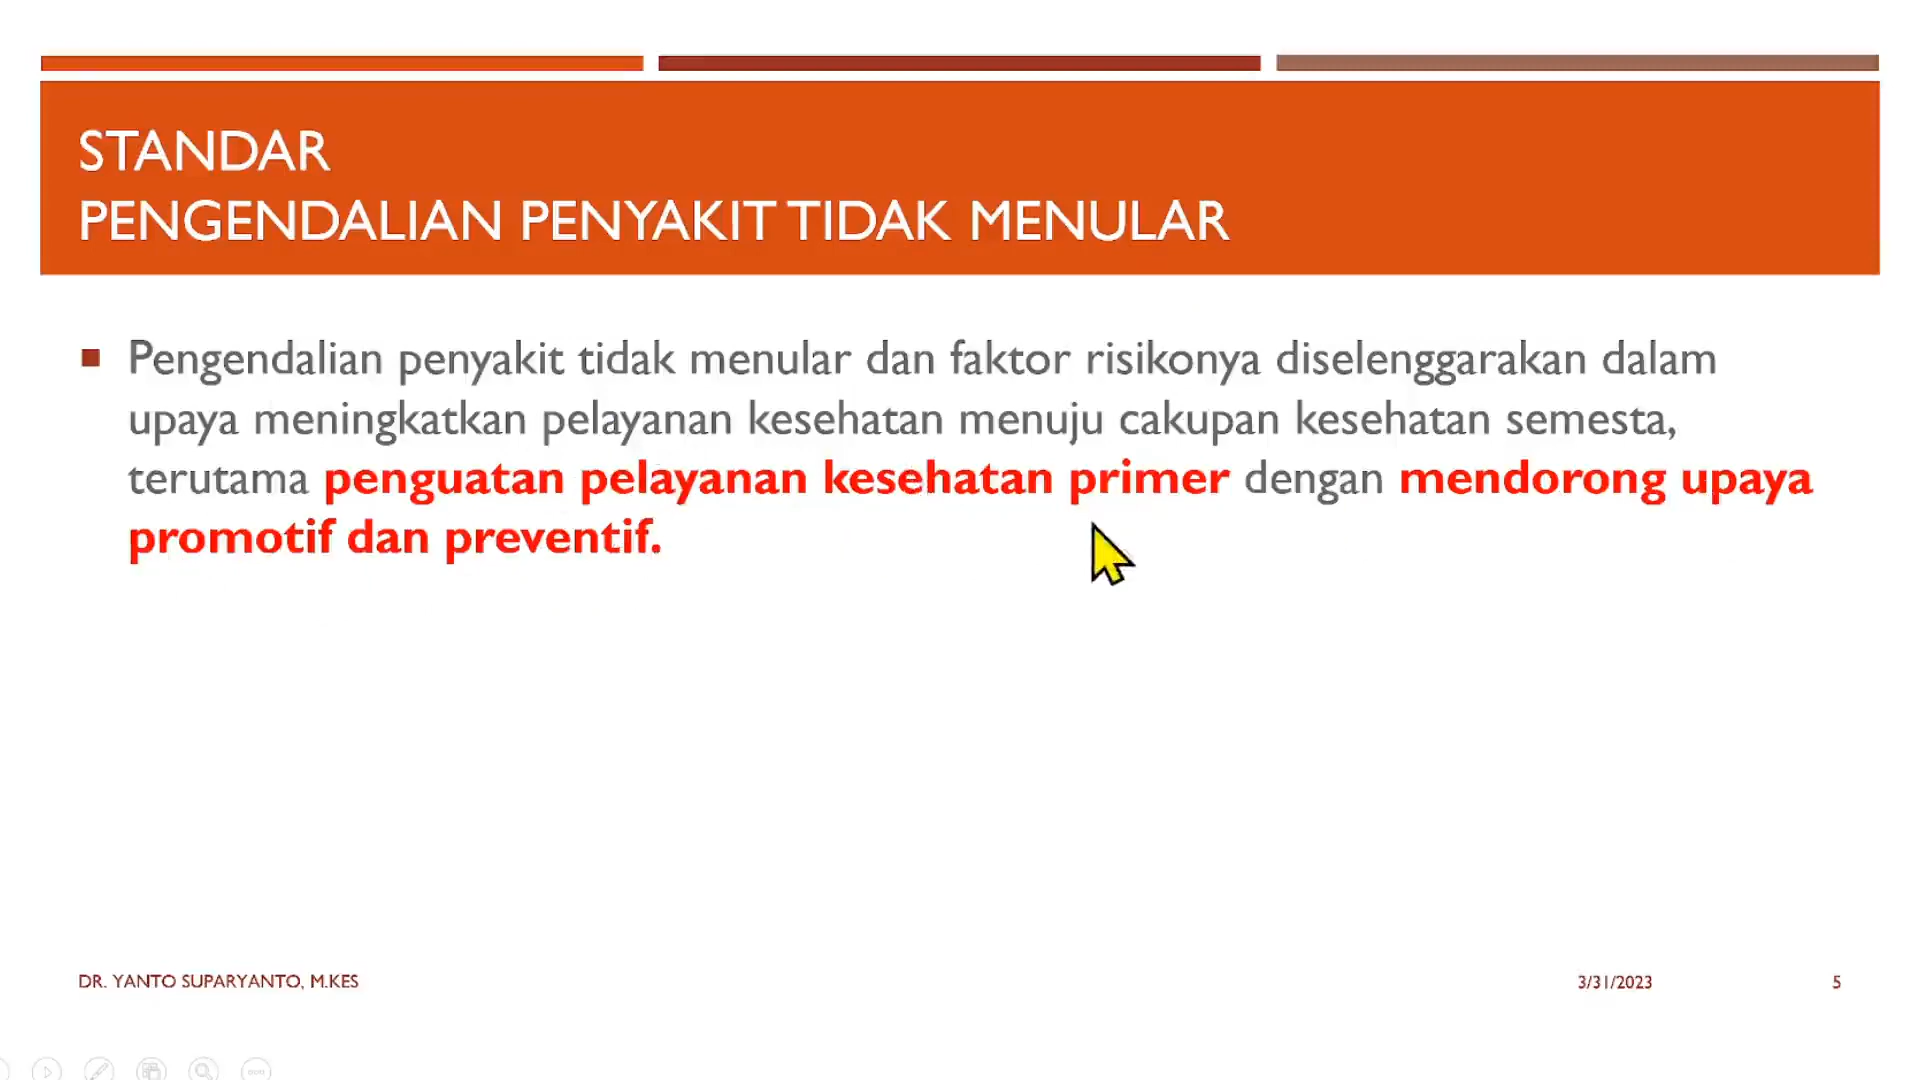 STANDAR
PENGENDALIAN PENYAKIT TIDAK MENULAR
Pengendalian penyakit tidak menular dan faktor risikonya diselenggarakan dalam
upaya meningkatkan pelayanan kesehatan menuju cakupan kesehatan semesta,
terutama penguatan pelayanan kesehatan primer dengan mendorong upaya
promotif dan preventif.
DR. YANTO SUPARYANTO, M.KES
3/31/2023
5